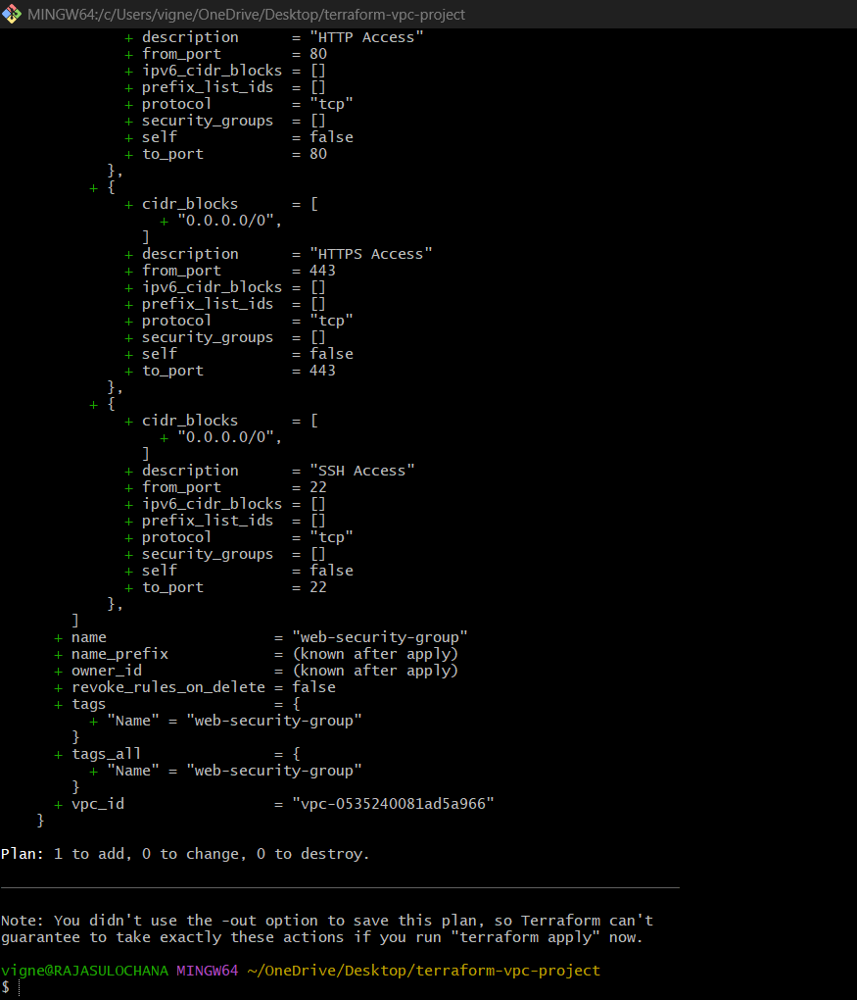 MINGW64:/c/Users/vigne/OneDrive/Desktop/terraform-vpc-project
+ description      = "HTTP Access"
+ from_port        = 80
+ ipv6_cidr_blocks = []
+ prefix_list_ids  = []
+ protocol         = "tcp"
+ security_groups  = []
+ self             = false
+ to_port          = 80
},
+ {
+ cidr_blocks      = [
+ "0.0.0.0/0",
]
+ description      = "HTTPS Access"
+ from_port        = 443
+ ipv6_cidr_blocks = []
+ prefix_list_ids  = []
+ protocol         = "tcp"
+ security_groups  = []
+ self             = false
+ to_port          = 443
},
+ {
+ cidr_blocks      = [
+ "0.0.0.0/0",
]
+ description      = "SSH Access"
+ from_port        = 22
+ ipv6_cidr_blocks = []
+ prefix_list_ids  = []
+ protocol         = "tcp"
+ security_groups  = []
+ self             = false
+ to_port          = 22
},
]
+ name                   = "web-security-group"
+ name_prefix            = (known after apply)
+ owner_id               = (known after apply)
+ revoke_rules_on_delete = false
+ tags                   = {
+ "Name" = "web-security-group"
}
+ tags_all               = {
+ "Name" = "web-security-group"
}
+ vpc_id                 = "vpc-0535240081ad5a966"
}
Plan: 1 to add, 0 to change, 0 to destroy.
Note: You didn't use the -out option to save this plan, so Terraform can't
guarantee to take exactly these actions if you run "terraform apply" now.
vigne@RAJASULOCHANA MINGW64 ~/OneDrive/Desktop/terraform-vpc-project
$